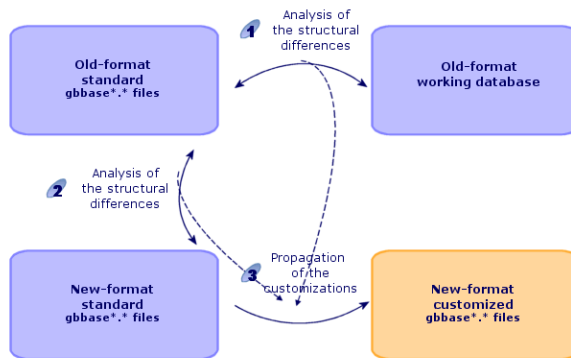 1
Analysis of
the structural
differences
Old-format
standard
gbbase*.* files
Old-format
working database
2
Analysis of
the structural
differences
3
Propagation
of the
customizations
New-format
standard
gbbase*.* files
New-format
customized
gbbase*.* files